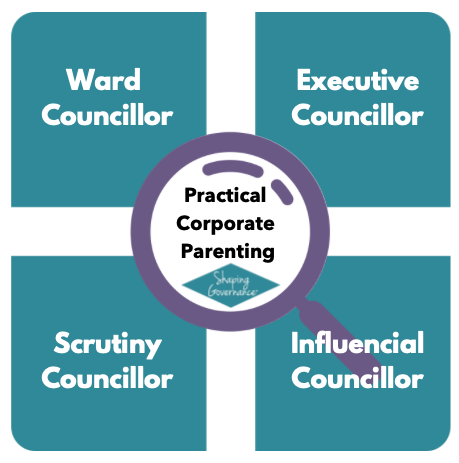 Ward
Councillor
Executive
Councillor
Practical
Corporate
Parenting
Shaping
Governance
Scrutiny
Councillor
Influencial
Councillor